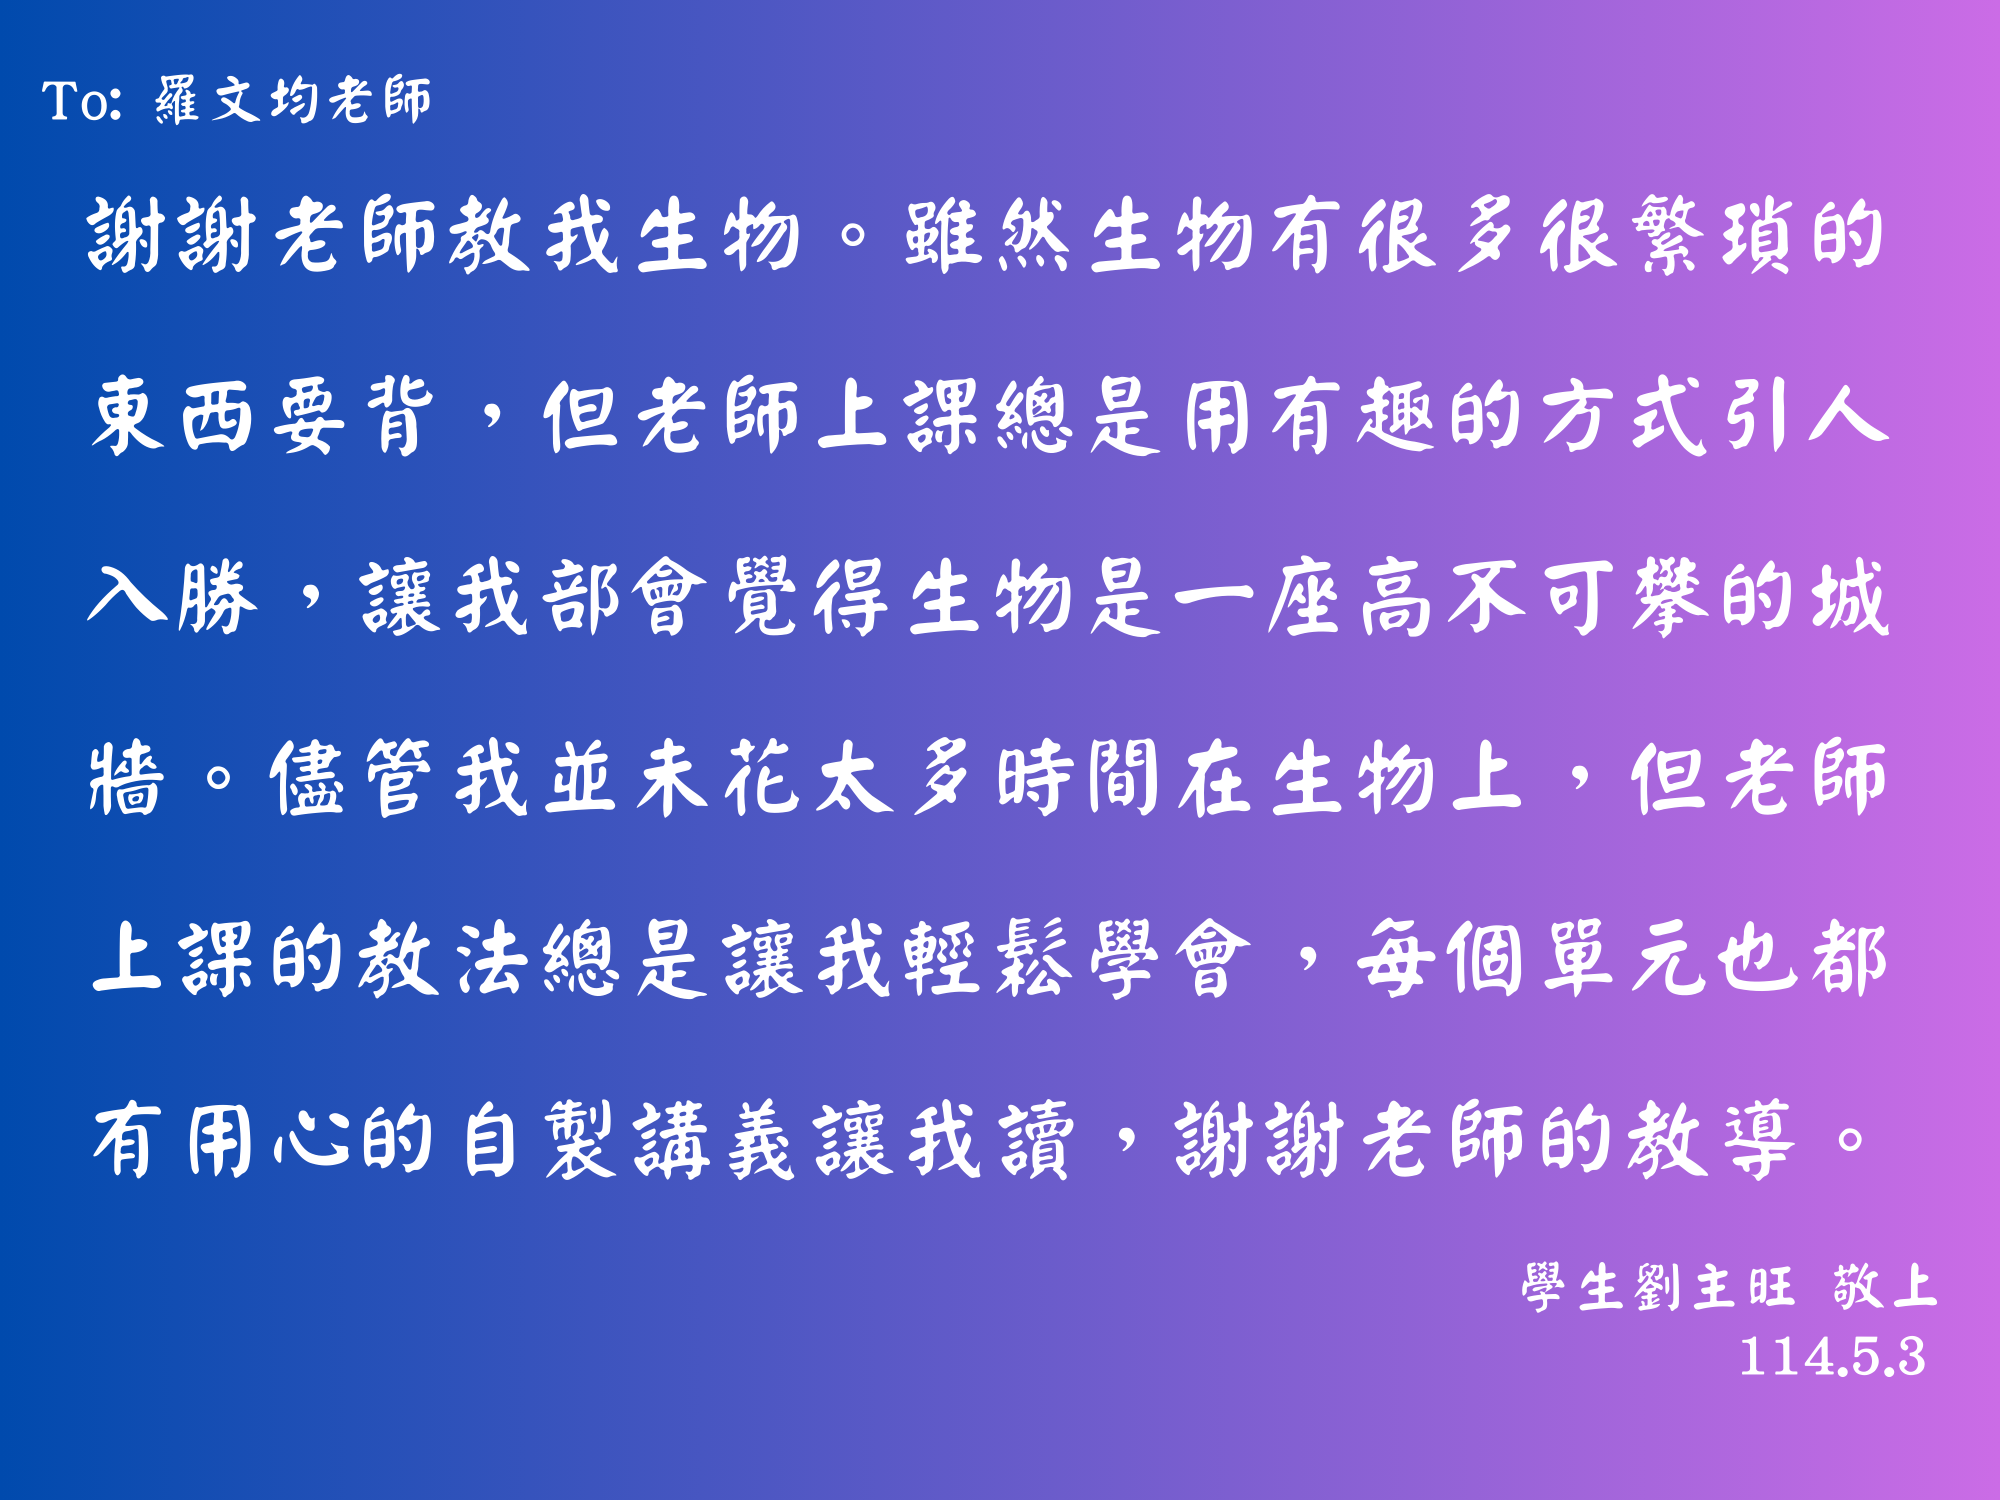 To: 羅文均老師
謝謝老師教我生物。雖然生物有很多很繁瑣的
東西要背，但老師上課總是用有趣的方式引人
入勝，讓我部會覺得生物是一座高不可攀的城
牆。儘管我並未花太多時間在生物上，但老師
上課的教法總是讓我輕鬆學會，每個單元也都
有用心的自製講義讓我讀，謝謝老師的教導。
學生劉主旺 敬上
114.5.3